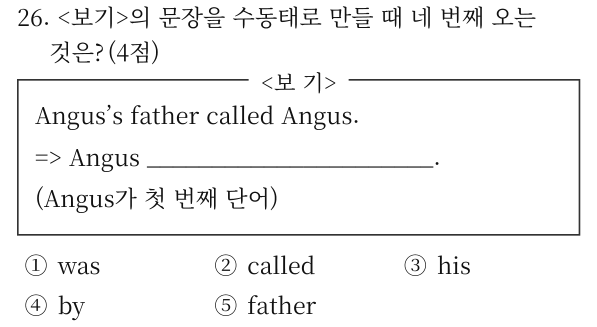 26. <보기>의 문장을 수동태로 만들 때 네 번째 오는
것은? (4점)
<보 기>
Angus’s father called Angus.
=> Angus ________________________.
(Angus가 첫 번째 단어)
① was ② called ③ his
④ by ⑤ father